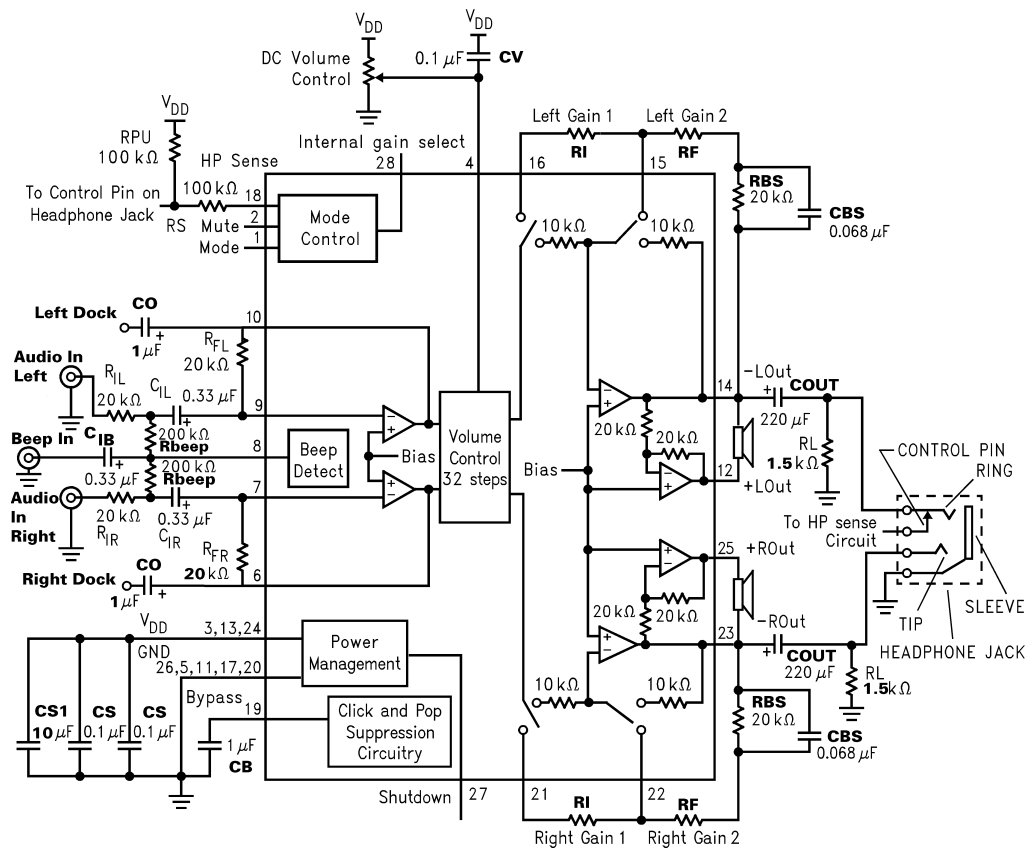 VDD
VDD
DC Volume
Control
0.1 µF CV
Left Gain 1
Left Gain 2
RI
RF
VDD
RPU
100 kΩ
Internal gain select
HP Sense
28
4
16
15
To Control Pin on
Headphone Jack
100 kΩ
18
RS
Mute
2
Mode
1
Mode
Control
10 kΩ
10 kΩ
RBS
20 kΩ
CBS
0.068 µF
Left Dock
CO
+
1 µF
10
RFL
20 kΩ
Audio In
Left
RIL
20 kΩ
CIL
0.33 µF
+
9
200 kΩ
Rbeep
Beep In
CIB
0.33 µF
8
200 kΩ
Rbeep
Beep
Detect
Bias
Audio
In
Right
20 kΩ
RIR
0.33 µF
CIR
+
7
RFR
20 kΩ
Right Dock
CO
+
1 µF
6
−
+
+
−
Volume
Control
32 steps
Bias
−
+
20 kΩ
20 kΩ
−
+
14
−LOut
COUT
+
220 µF
12
+LOut
RL
1.5kΩ
+
−
20 kΩ
20 kΩ
+
−
25
+ROut
23
−ROut
+
COUT
220 µF
RL
1.5kΩ
CONTROL PIN
RING
To HP sense
Circuit
TIP
SLEEVE
HEADPHONE JACK
VDD
3,13,24
GND
26,5,11,17,20
Power
Management
Bypass
19
Click and Pop
Suppression
Circuitry
CS1
10 µF
CS
0.1 µF
CS
0.1 µF
1 µF
CB
10 kΩ
10 kΩ
RBS
20 kΩ
CBS
0.068 µF
Shutdown
27
21
22
RI
RF
Right Gain 1
Right Gain 2